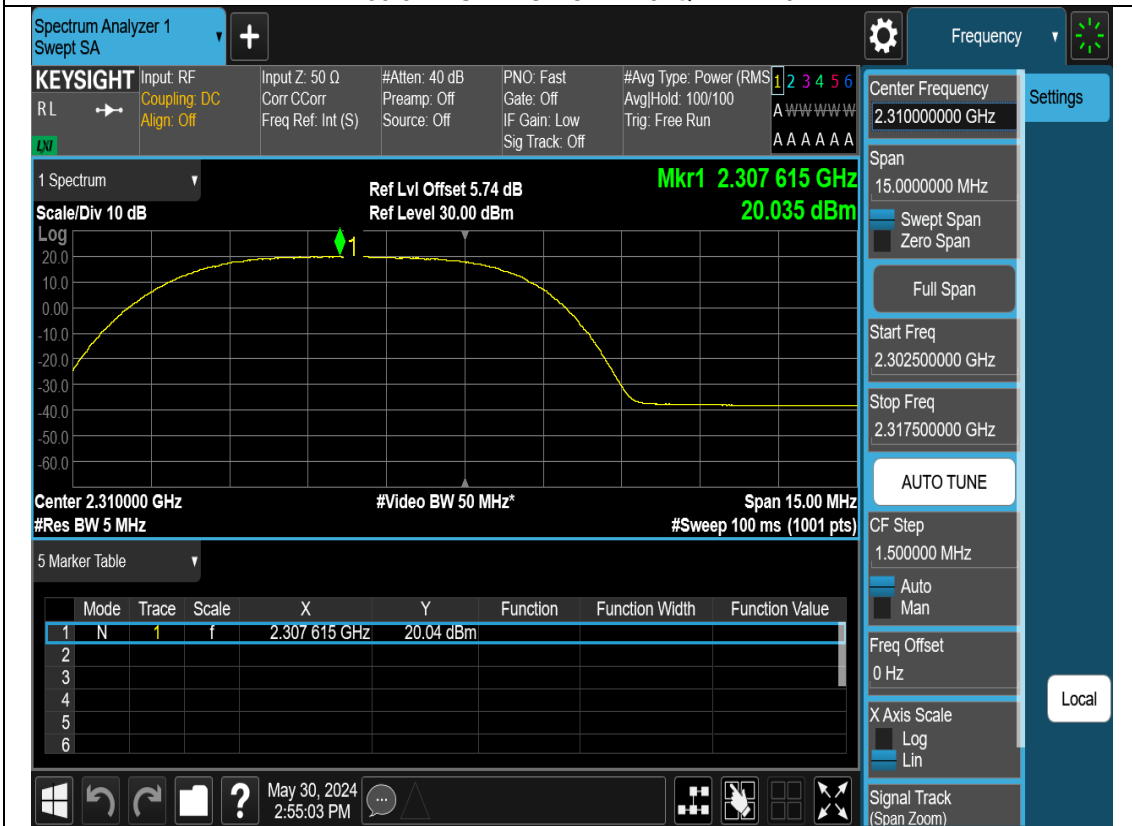 Spectrum Analyzer 1
Swept SA
+
Frequency
KEYSIGHT
RL
LXI
Input: RF
Coupling: DC
Align: Off
Input Z: 50 Ω
Corr CCorr
Freq Ref: Int (S)
#Atten: 40 dB
Preamp: Off
Source: Off
PNO: Fast
Gate: Off
IF Gain: Low
Sig Track: Off
#Avg Type: Power (RMS
Avg|Hold: 100/100
Trig: Free Run
1 2 3 4 5 6
A W W W W W
A A A A A A
1 Spectrum
Scale/Div 10 dB
Ref Lvl Offset 5.74 dB
Ref Level 30.00 dBm
Mkr1 2.307 615 GHz
20.035 dBm
Log
1
20.0
10.0
0.00
-10.0
-20.0
-30.0
-40.0
-50.0
-60.0
Center 2.310000 GHz
#Video BW 50 MHz*
Span 15.00 MHz
#Res BW 5 MHz
#Sweep 100 ms (1001 pts)
5 Marker Table
Mode Trace Scale X Y Function Function Width Function Value
1 N 1 f 2.307 615 GHz 20.04 dBm
2
3
4
5
6
?
May 30, 2024
2:55:03 PM
Center Frequency
2.310000000 GHz
Settings
Span
15.0000000 MHz
Swept Span
Zero Span
Full Span
Start Freq
2.302500000 GHz
Stop Freq
2.317500000 GHz
AUTO TUNE
CF Step
1.500000 MHz
Auto
Man
Freq Offset
0 Hz
X Axis Scale
Log
Lin
Local
Signal Track
(Span Zoom)